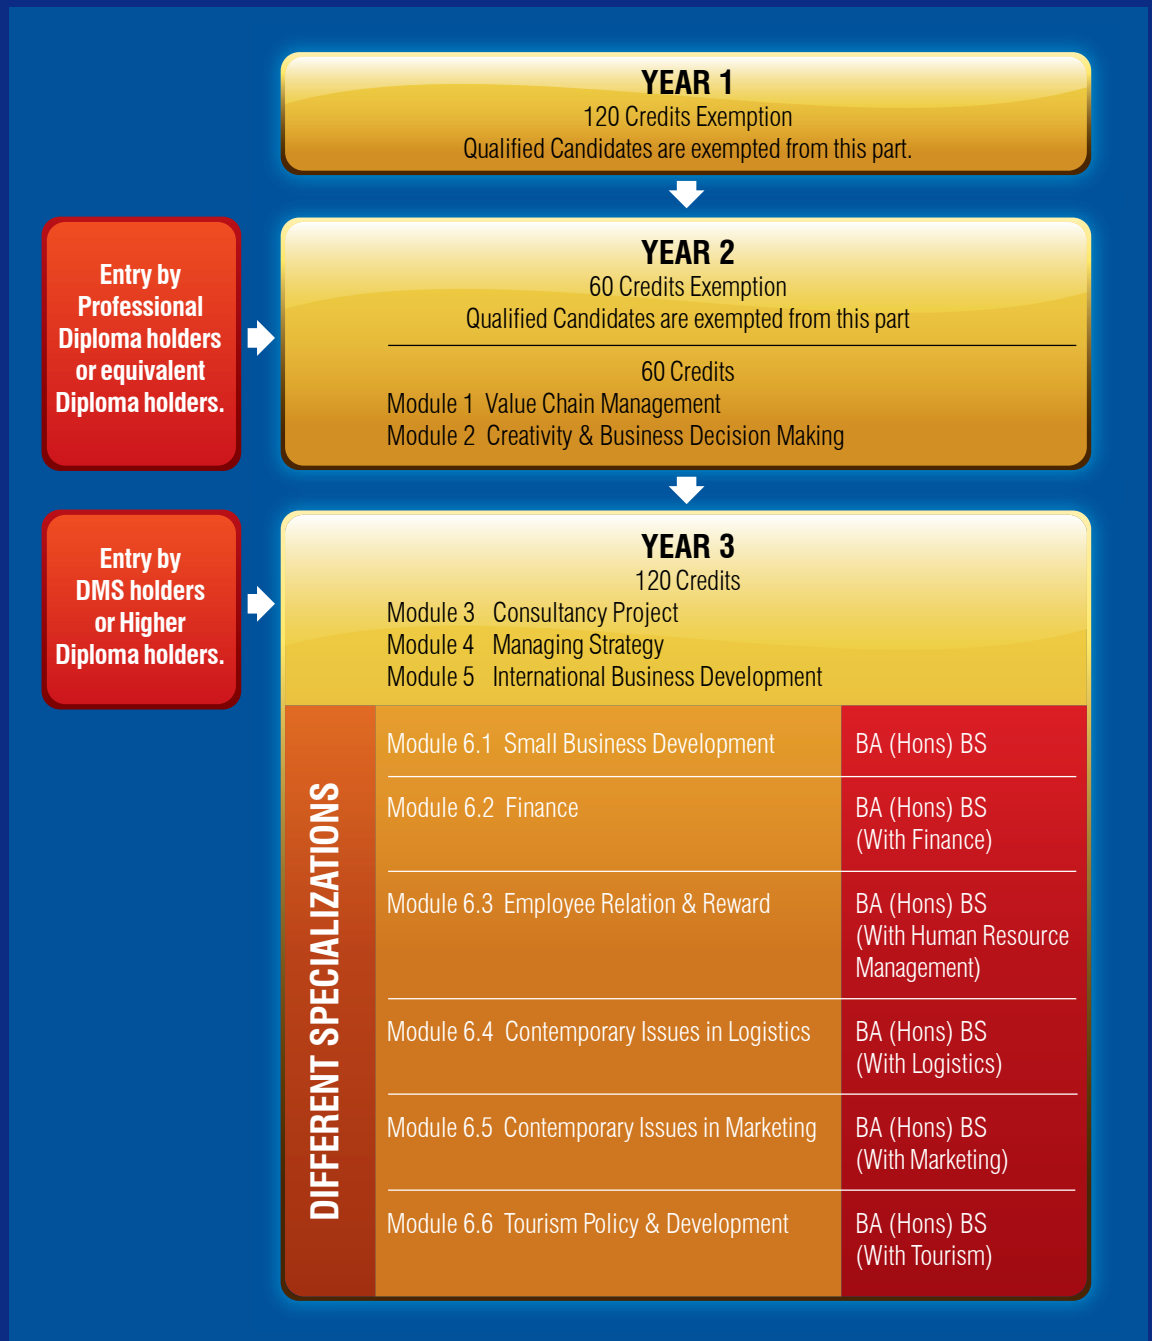 YEAR 1
120 Credits Exemption
Qualified Candidates are exempted from this part.
Entry by
Professional
Diploma holders
or equivalent
Diploma holders.
YEAR 2
60 Credits Exemption
Qualified Candidates are exempted from this part
60 Credits
Module 1 Value Chain Management
Module 2 Creativity & Business Decision Making
Entry by
DMS holders
or Higher
Diploma holders.
YEAR 3
120 Credits
Module 3 Consultancy Project
Module 4 Managing Strategy
Module 5 International Business Development
DIFFERENT SPECIALIZATIONS
Module 6.1 Small Business Development
BA (Hons) BS
Module 6.2 Finance
BA (Hons) BS
(With Finance)
Module 6.3 Employee Relation & Reward
BA (Hons) BS
(With Human Resource
Management)
Module 6.4 Contemporary Issues in Logistics
BA (Hons) BS
(With Logistics)
Module 6.5 Contemporary Issues in Marketing
BA (Hons) BS
(With Marketing)
Module 6.6 Tourism Policy & Development
BA (Hons) BS
(With Tourism)